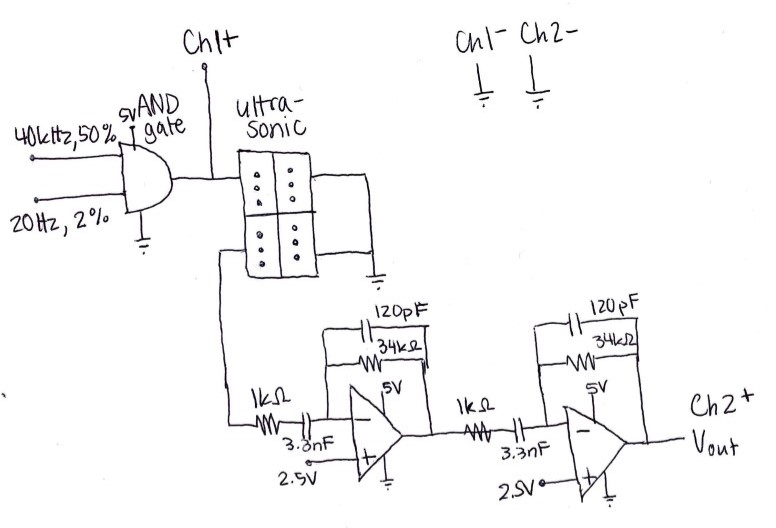 Ch1+
Ch1- Ch2-
5V AND
gate
ultra-
sonic
40kHz, 50%
20Hz, 2%
120pF
34kΩ
1kΩ
3.3nF
5V
2.5V
120pF
34kΩ
1kΩ
3.3nF
5V
2.5V
Ch2+
Vout